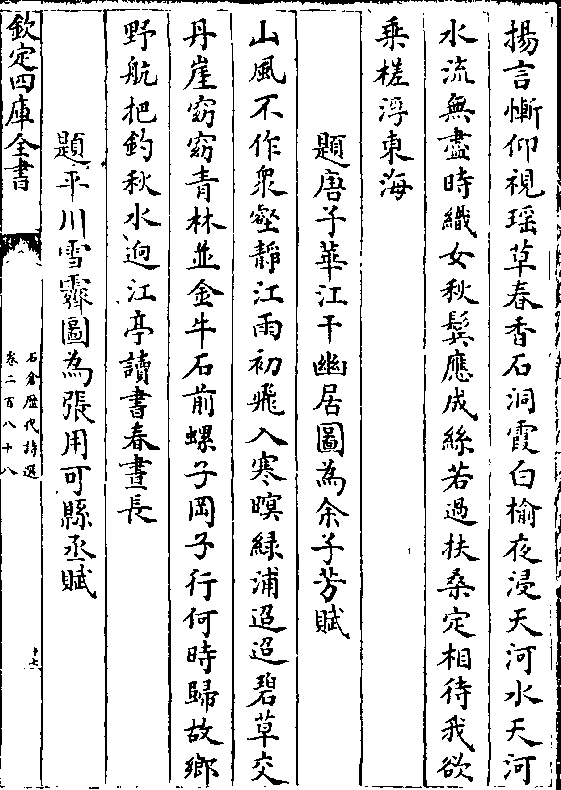 揚言慚仰視瑶草春香石洞霞白榆夜浸天河水天河
水流無盡時織女秋鬓應成絲若過扶桑定相待我欲
乗槎浮東海
題唐子華江干幽居圖為余子芳賦
山風不作衆壑靜江雨初飛入寒暝緑浦迢迢碧草交
丹崖窈窈青林並金牛石前螺子岡子行何時歸故鄉
野航把釣秋水逈江亭讀書春晝長
題平川雪霽圖為張用可縣丞賦
欽定四庫全書
石倉歴代詩選
卷二百八十八
十七